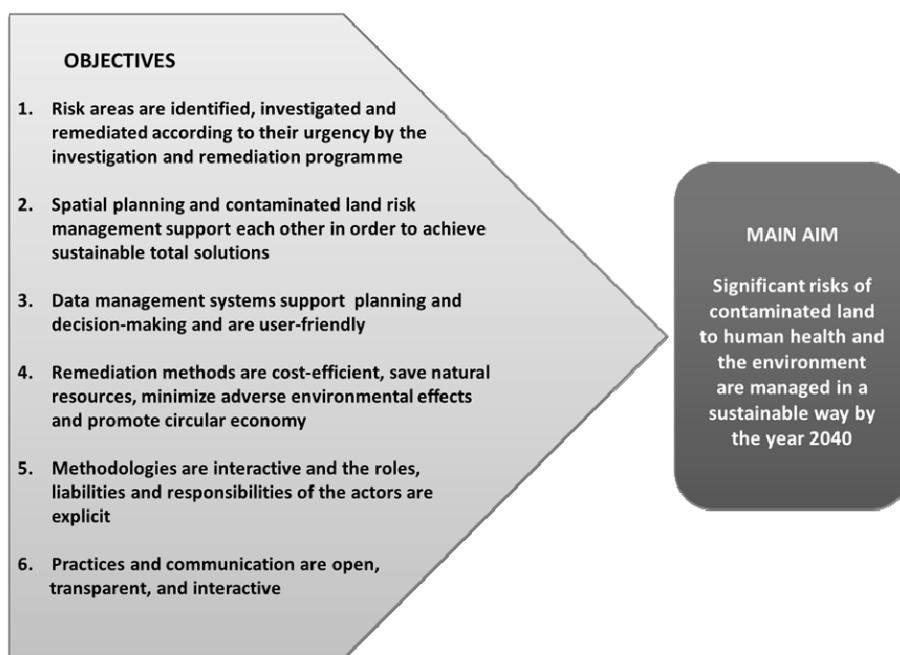 OBJECTIVES
1. Risk areas are identified, investigated and
remediated according to their urgency by the
investigation and remediation programme
2. Spatial planning and contaminated land risk
management support each other in order to achieve
sustainable total solutions
3. Data management systems support planning and
decision-making and are user-friendly
4. Remediation methods are cost-efficient, save natural
resources, minimize adverse environmental effects
and promote circular economy
5. Methodologies are interactive and the roles,
liabilities and responsibilities of the actors are
explicit
6. Practices and communication are open,
transparent, and interactive
MAIN AIM
Significant risks of
contaminated land
to human health and
the environment
are managed in a
sustainable way by
the year 2040